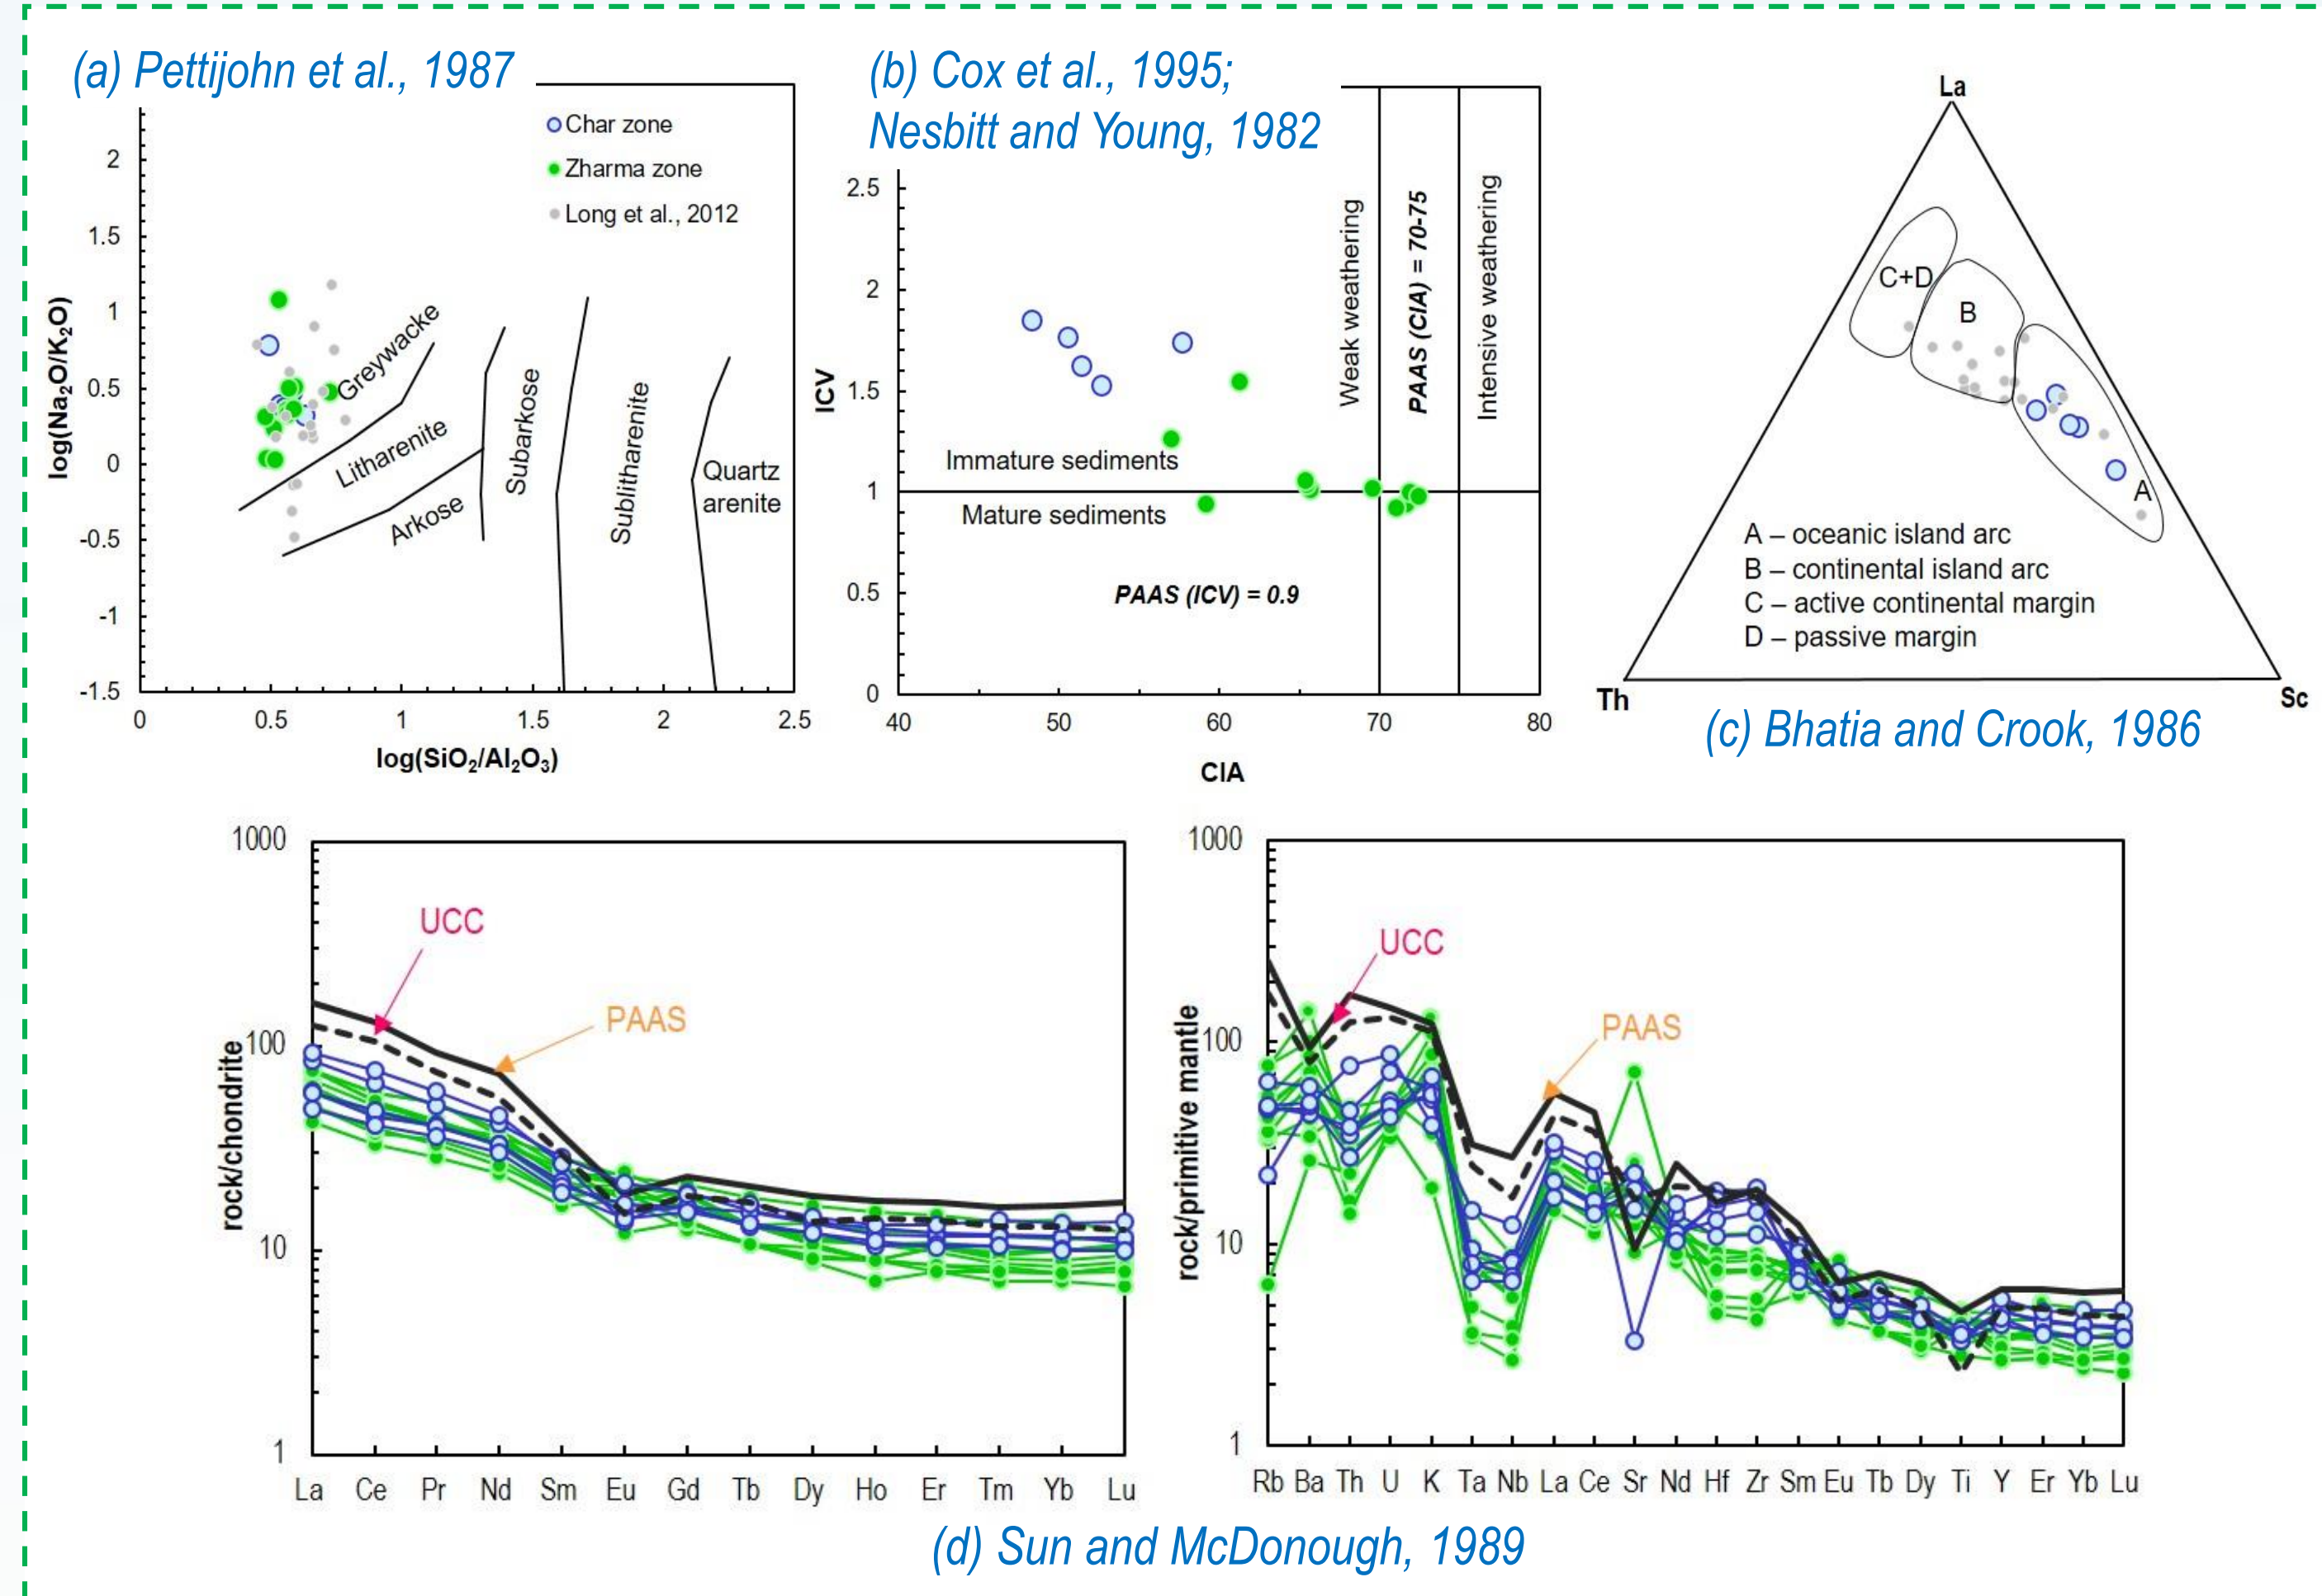 (a) Pettijohn et al., 1987
Char zone
Zharma zone
Long et al., 2012
log(Na₂O/K₂O)
2
1.5
1
0.5
0
-0.5
-1
-1.5
Greywacke
Litharenite
Arkose
Subarkose
Sublitharenite
Quartz
arenite
0 0.5 1 1.5 2 2.5
log(SiO₂/Al₂O₃)
(b) Cox et al., 1995;
Nesbitt and Young, 1982
ICV
2.5
2
1.5
1
0.5
0
Weak weathering
PAAS (CIA) = 70-75
Intensive weathering
Immature sediments
Mature sediments
PAAS (ICV) = 0.9
40 50 60 70 80
CIA
La
C+D
B
A
A – oceanic island arc
B – continental island arc
C – active continental margin
D – passive margin
Th
Sc
(c) Bhatia and Crook, 1986
rock/chondrite
1000
100
10
1
UCC
PAAS
La Ce Pr Nd Sm Eu Gd Tb Dy Ho Er Tm Yb Lu
rock/primitive mantle
1000
100
10
1
UCC
PAAS
Rb Ba Th U K Ta Nb La Ce Sr Nd Hf Zr Sm Eu Tb Dy Ti Y Er Yb Lu
(d) Sun and McDonough, 1989